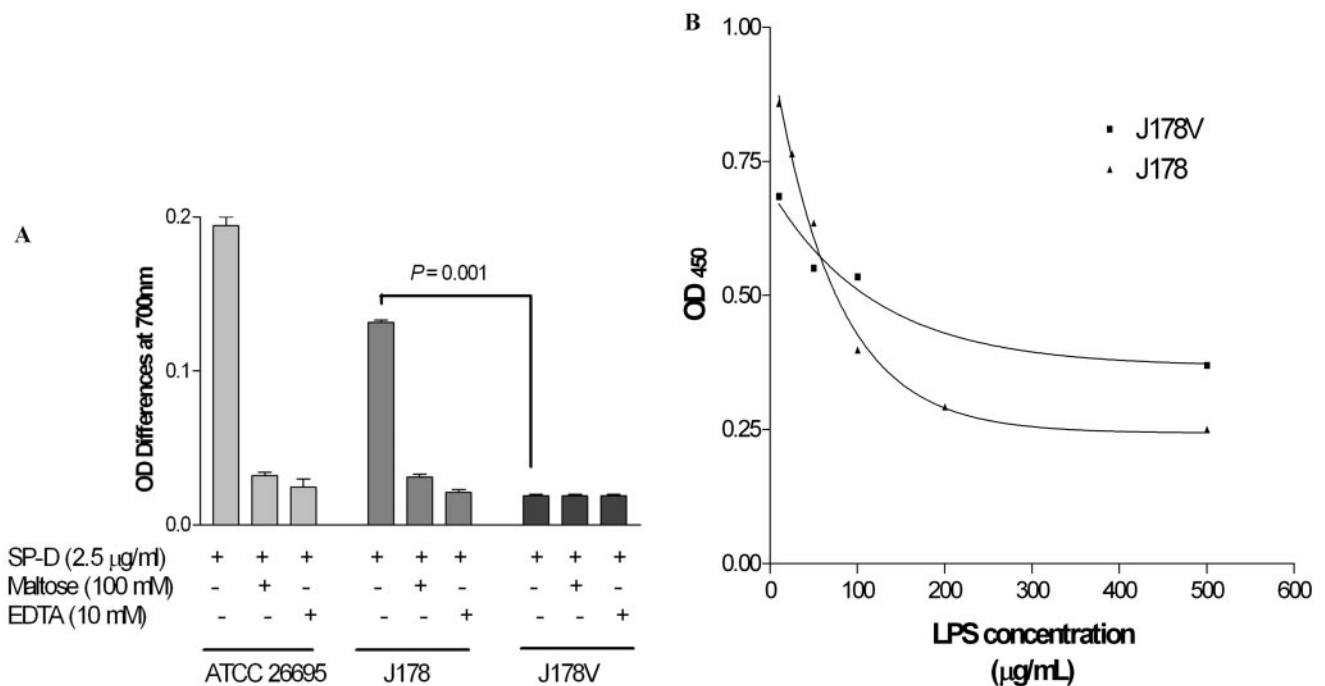 A
OD Differences at 700nm
0.2
0.1
0.0
P = 0.001
SP-D (2.5 μg/ml) + + + + + + + + +
Maltose (100 mM) - + - - + - - + -
EDTA (10 mM) - - + - - + - - +
ATCC 26695 J178 J178V
B
OD 450
1.00
0.75
0.50
0.25
0.00
J178V
J178
0 100 200 300 400 500 600
LPS concentration
(μg/mL)